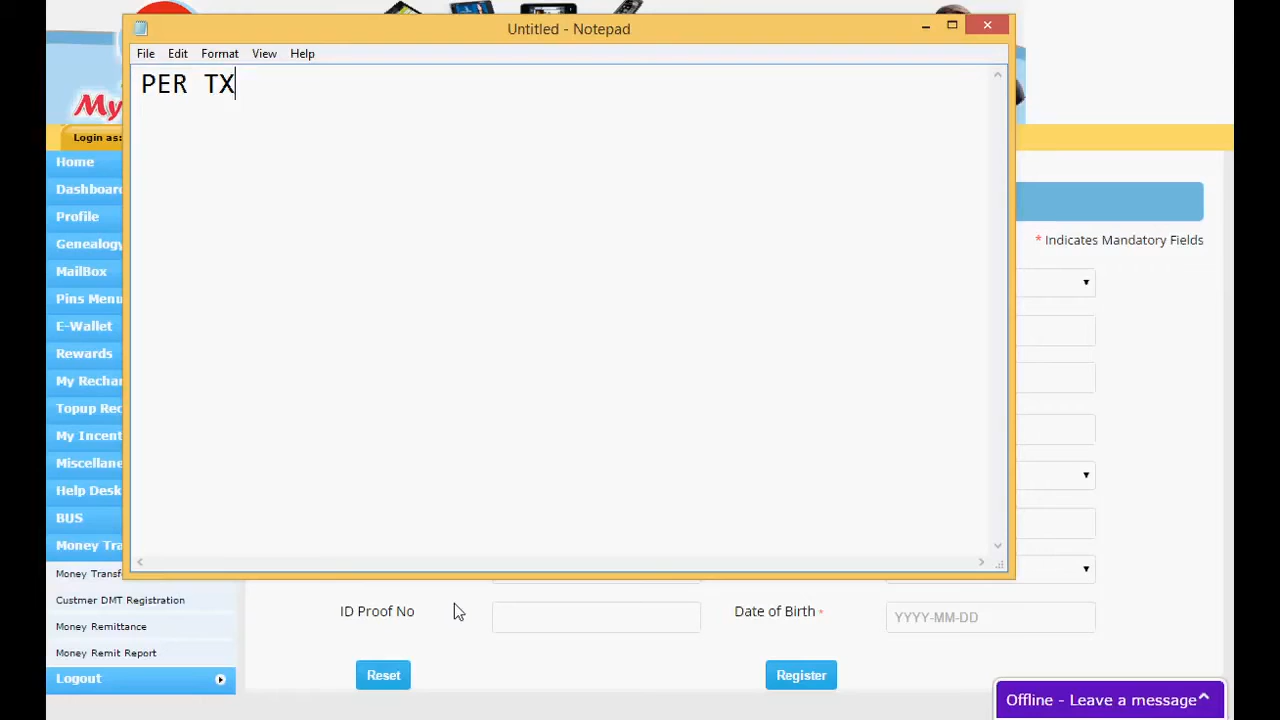 Untitled - Notepad
File Edit Format View Help
PER TX
My
Login as:
Home
Dashboar
Profile
Genealogy
MailBox
Pins Menu
E-Wallet
Rewards
My Rechar
Topup Rec
My Incent
Miscellane
Help Desk
BUS
Money Tra
Money Transf
Custmer DMT Registration
Money Remittance
Money Remit Report
Logout
* Indicates Mandatory Fields
ID Proof No
Date of Birth *
YYYY-MM-DD
Reset
Register
Offline - Leave a message